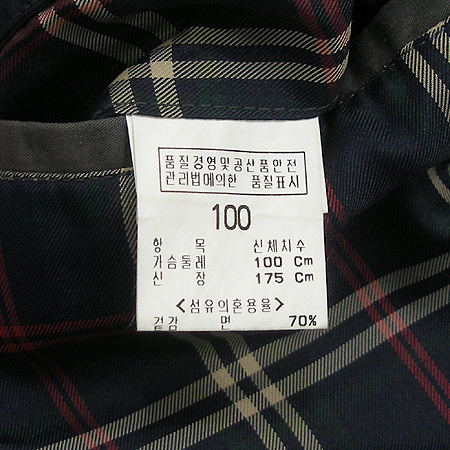 품질경영및공산품안전
관리법에의한 품질표시
100
항 목 신체치수
가슴둘레 100 Cm
신 장 175 Cm
<섬유의혼용율>
겉감 면 70%